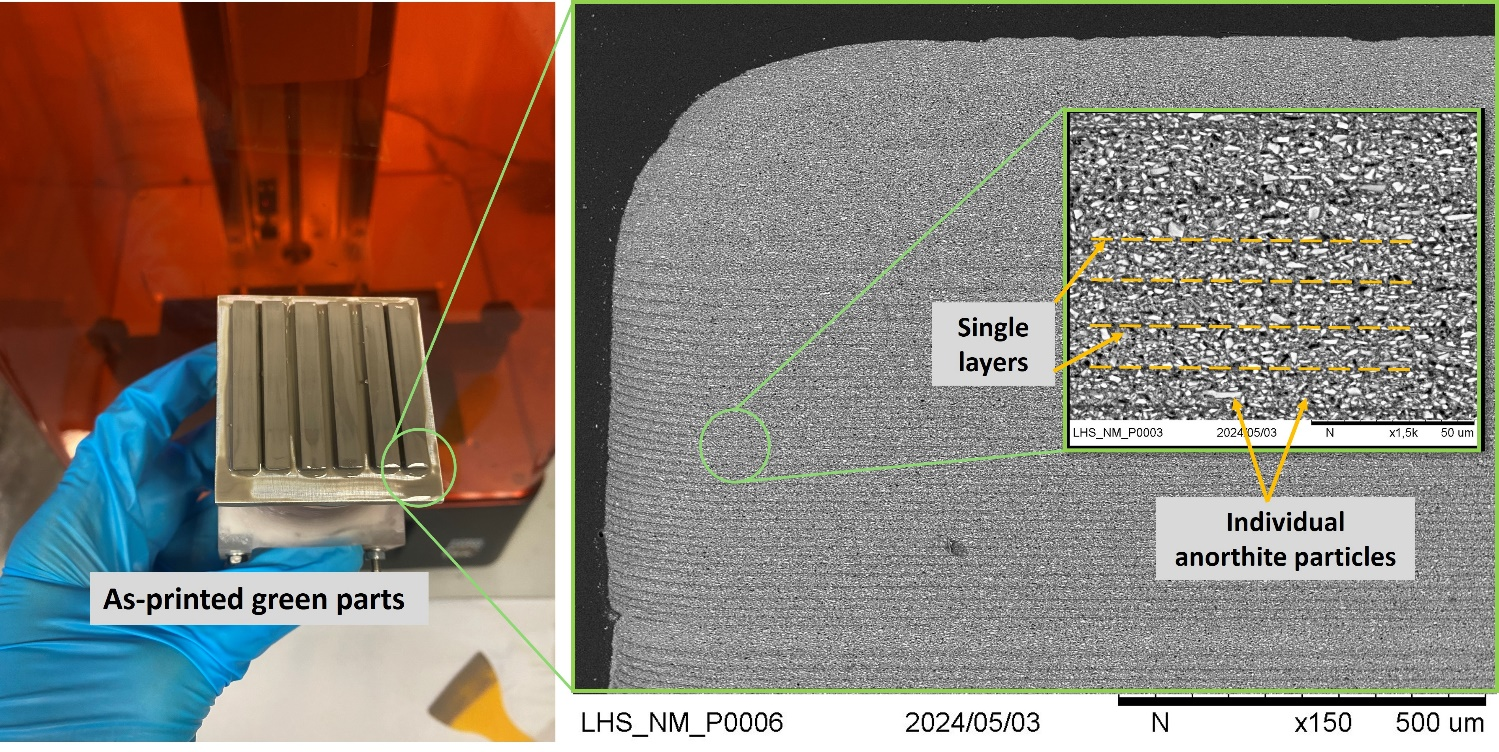 As-printed green parts
Single
layers
LHS_NM_P0003 2024/05/03 N x1,5k 50 um
Individual
anorthite particles
LHS_NM_P0006 2024/05/03 N x150 500 um